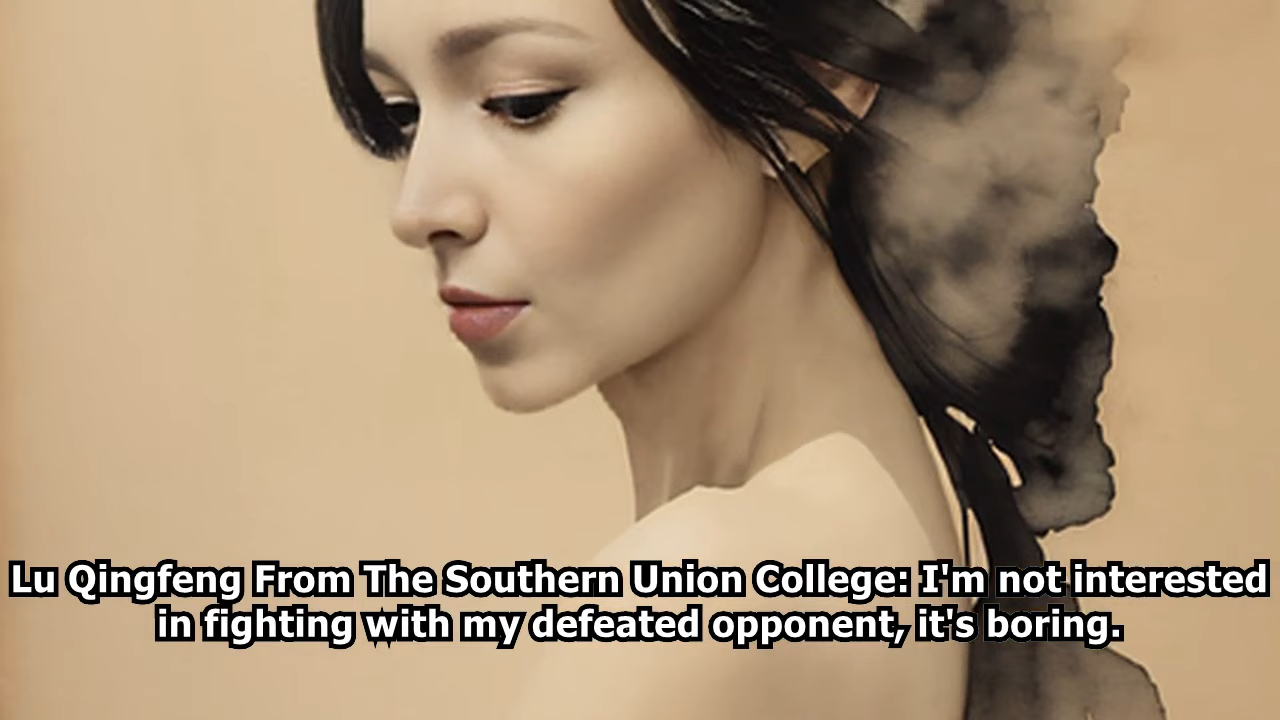 Lu Qingfeng From The Southern Union College: I'm not interested
in fighting with my defeated opponent, it's boring.